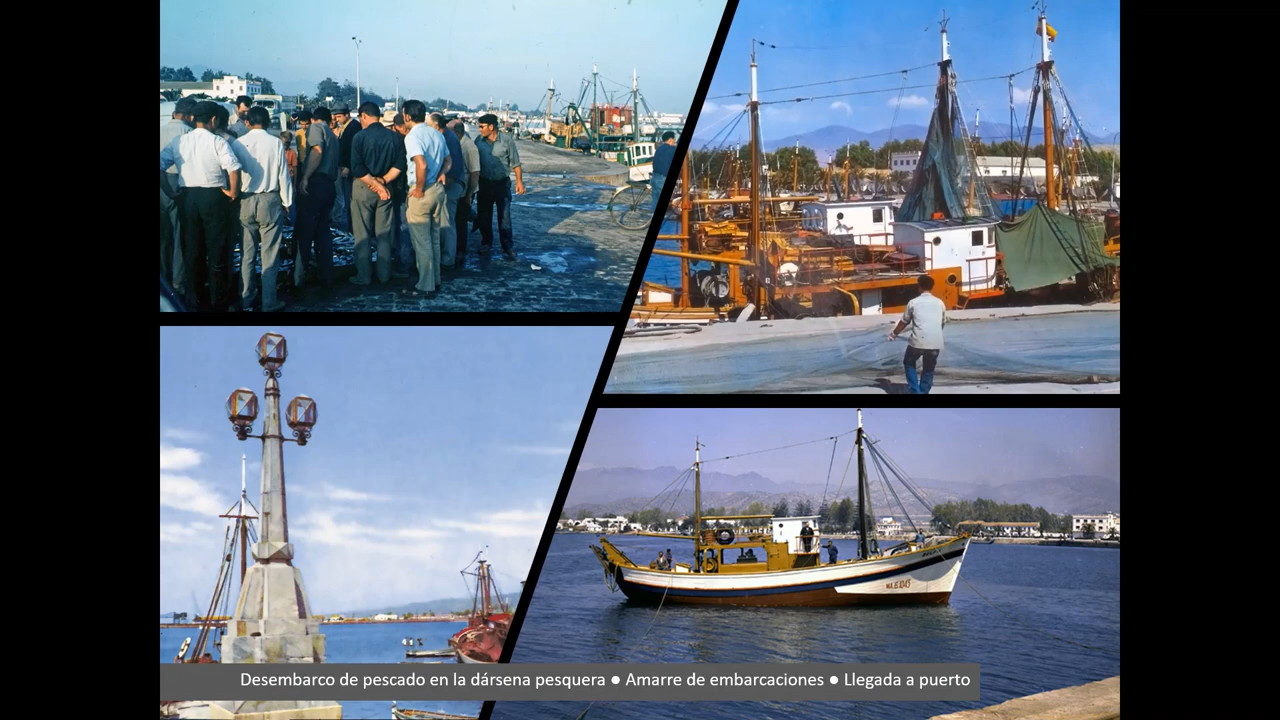 Desembarco de pescado en la dársena pesquera ● Amarre de embarcaciones ● Llegada a puerto